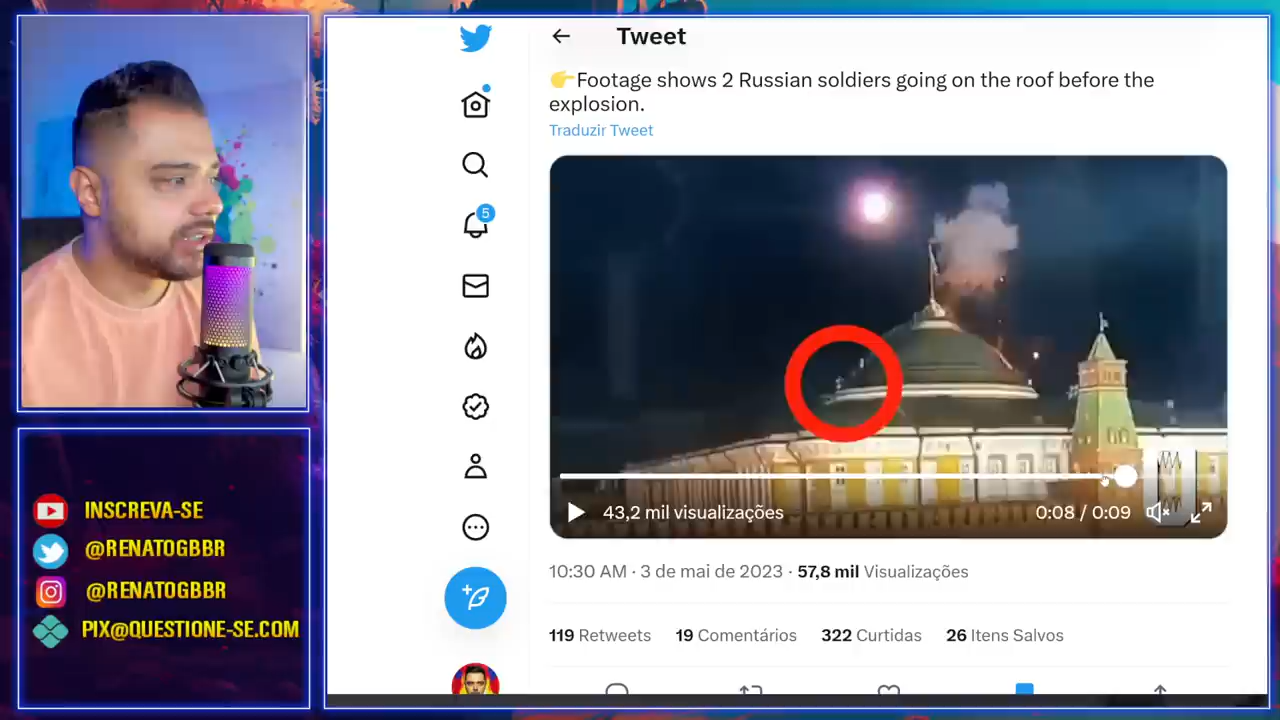 Tweet
👉Footage shows 2 Russian soldiers going on the roof before the
explosion.
Traduzir Tweet
5
43,2 mil visualizações
0:08 / 0:09
10:30 AM · 3 de mai de 2023 · 57,8 mil Visualizações
119 Retweets 19 Comentários 322 Curtidas 26 Itens Salvos
INSCREVA-SE
@RENATOGBBR
@RENATOGBBR
PIX@QUESTIONE-SE.COM